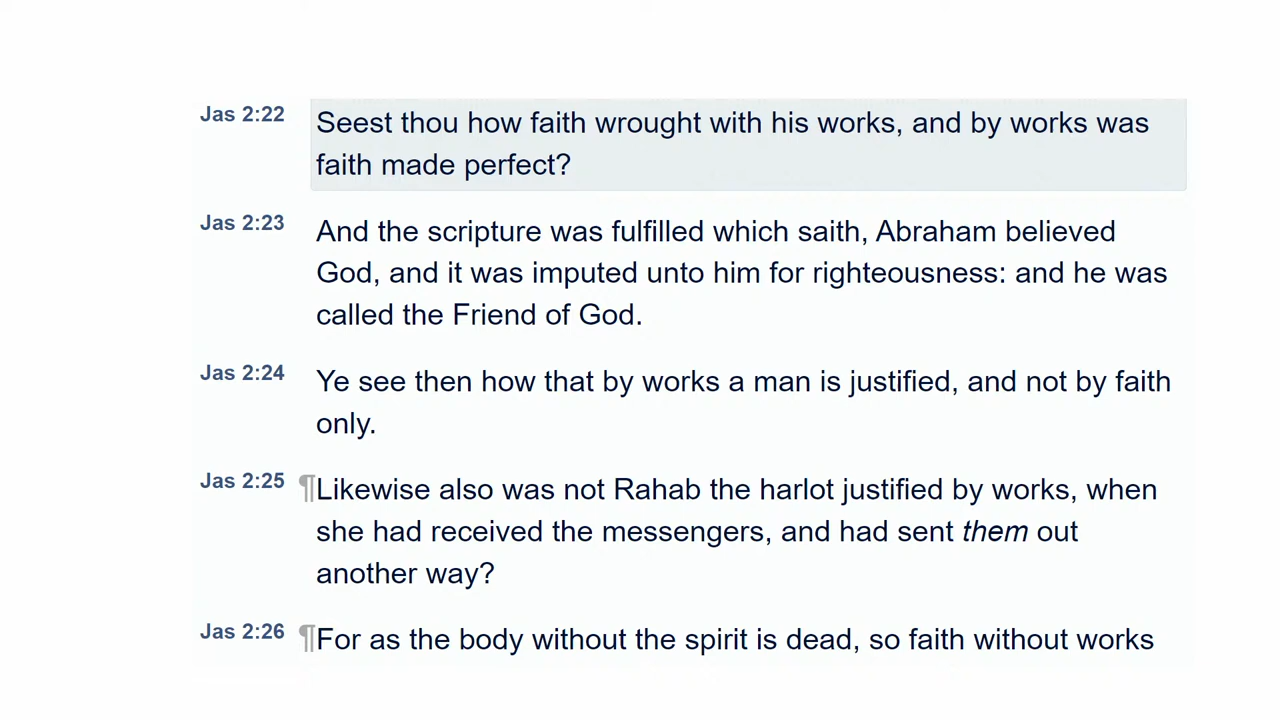 Jas 2:22 Seest thou how faith wrought with his works, and by works was
faith made perfect?
Jas 2:23 And the scripture was fulfilled which saith, Abraham believed
God, and it was imputed unto him for righteousness: and he was
called the Friend of God.
Jas 2:24 Ye see then how that by works a man is justified, and not by faith
only.
Jas 2:25 ¶Likewise also was not Rahab the harlot justified by works, when
she had received the messengers, and had sent them out
another way?
Jas 2:26 ¶For as the body without the spirit is dead, so faith without works